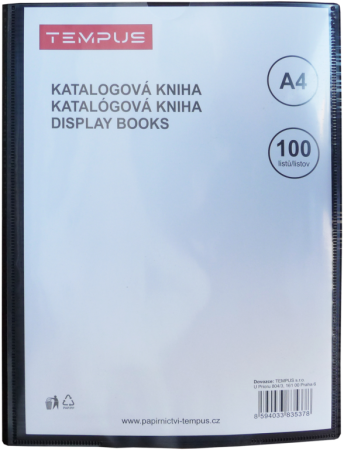 TEMPUS
KATALOGOVÁ KNIHA
KATALÓGOVÁ KNIHA
DISPLAY BOOKS
A4
100
listů/listov
Dovozce: TEMPUS s.r.o.
8 594033 835378
www.papirnictvi-tempus.cz